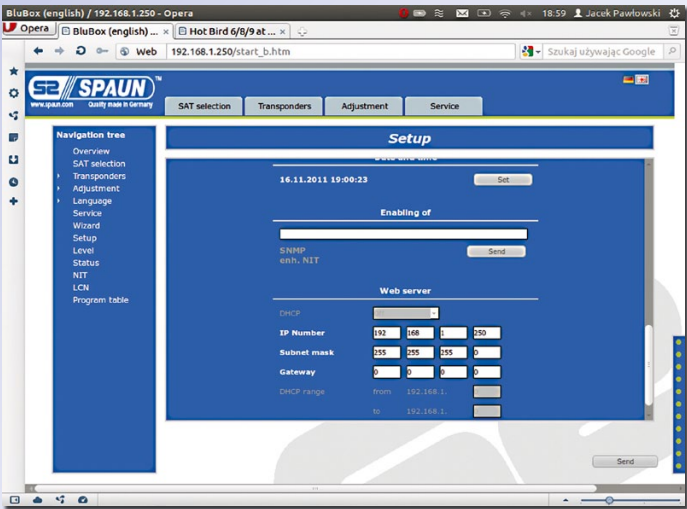 BluBox (english) / 192.168.1.250 - Opera
18:59 Jacek Pawłowski
Opera
BluBox (english) ... ×
Hot Bird 6/8/9 at ... ×
Web
192.168.1.250/start_b.htm
Szukaj używając Google
SPAUN™
www.spaun.com Quality made in Germany
SAT selection
Transponders
Adjustment
Service
Navigation tree
Overview
SAT selection
Transponders
Adjustment
Language
Service
Wizard
Setup
Level
Status
NIT
LCN
Program table
Setup
Date and time
16.11.2011 19:00:23
Set
Enabling of
SNMP
enh. NIT
Send
Web server
DHCP
IP Number 192 168 1 250
Subnet mask 255 255 255 0
Gateway 0 0 0 0
DHCP range from 192.168.1.
to 192.168.1.
Send